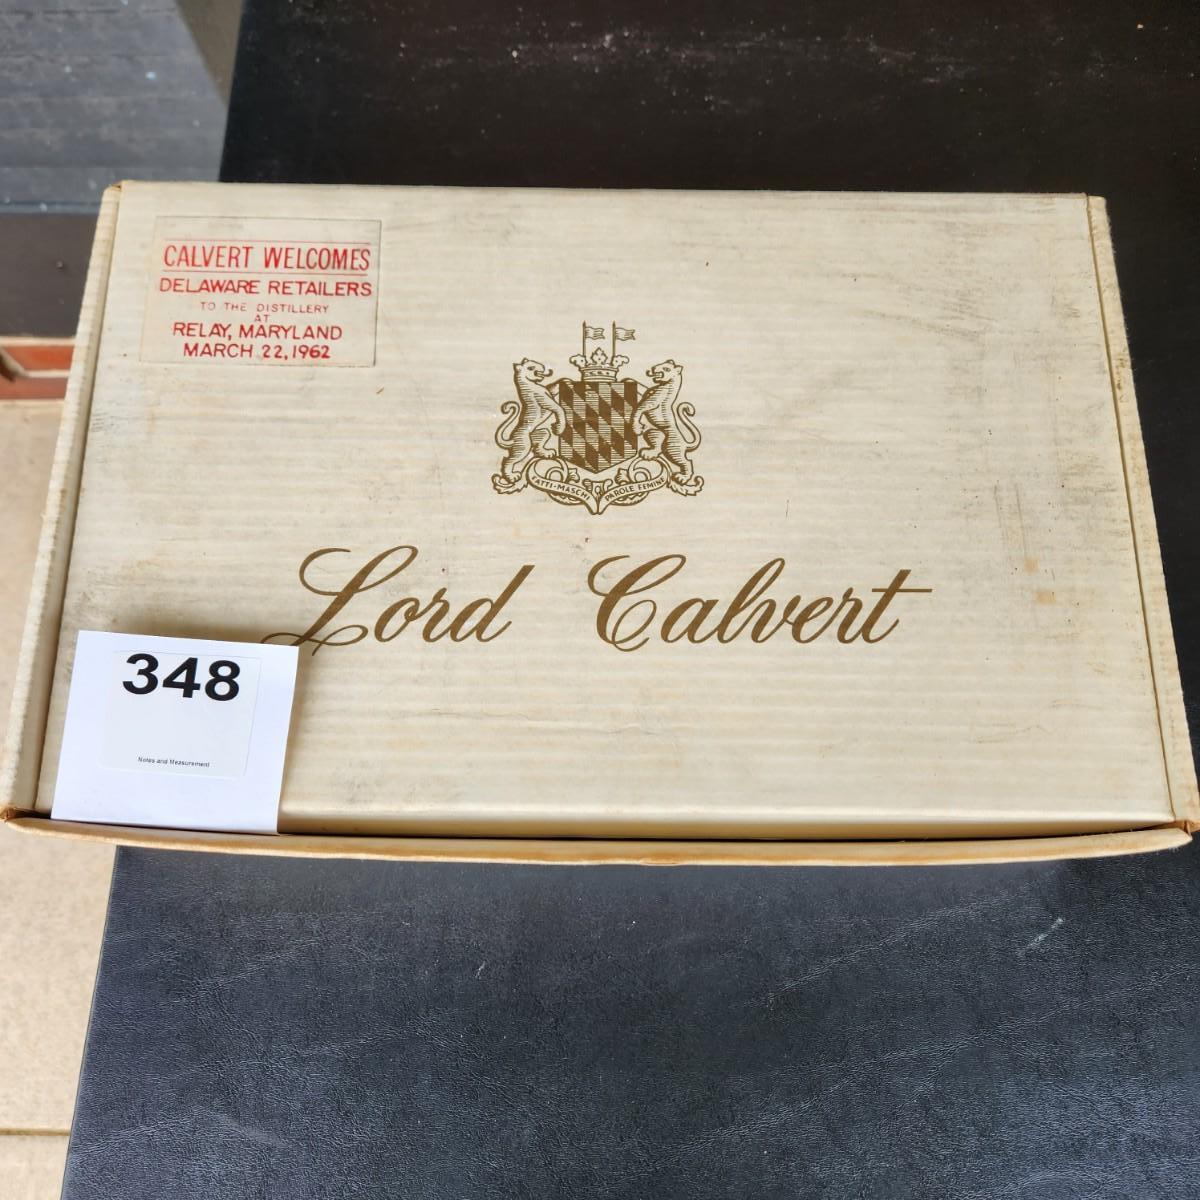 CALVERT WELCOMES
DELAWARE RETAILERS
TO THE DISTILLERY
AT
RELAY, MARYLAND
MARCH 22, 1962
FATTI-MASCHI PAROLE FEMINE
Lord Calvert
348
Notes and Measurement